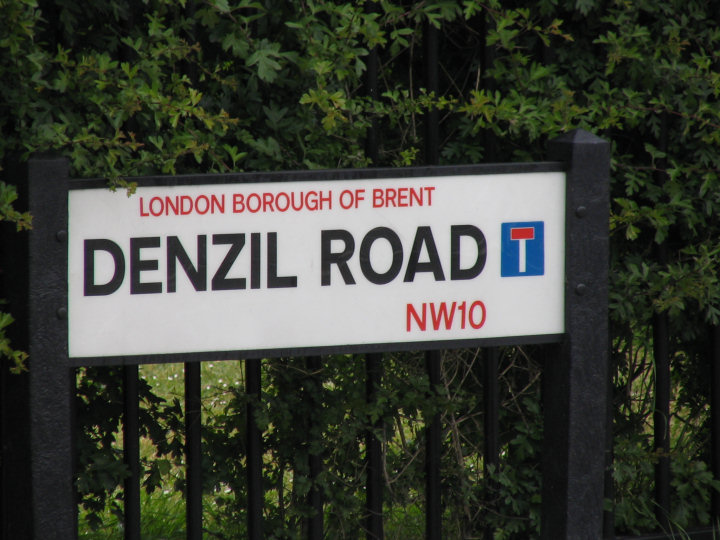 LONDON BOROUGH OF BRENT
DENZIL ROAD
NW10